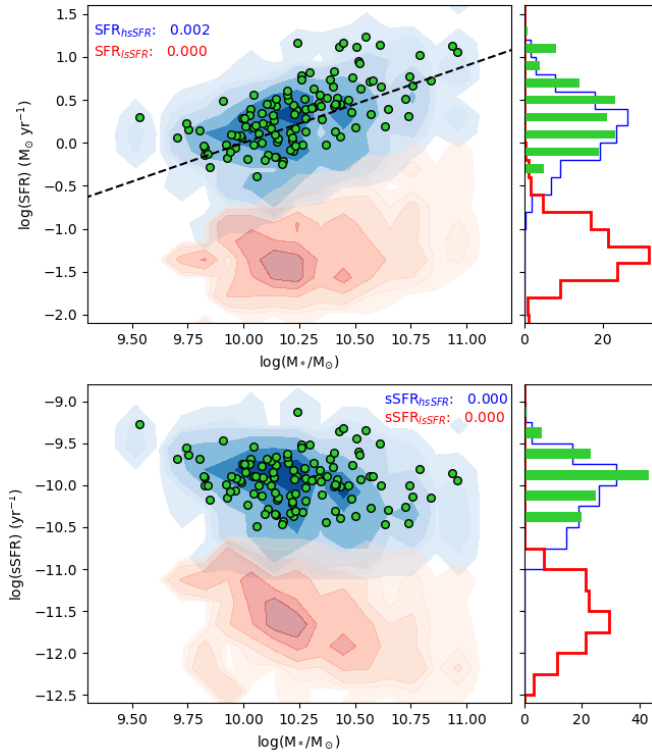 SFR_hsSFR: 0.002
SFR_lsSFR: 0.000
log(SFR) (M⊙ yr⁻¹)
1.5
1.0
0.5
0.0
−0.5
−1.0
−1.5
−2.0
9.50 9.75 10.00 10.25 10.50 10.75 11.00
log(M*/M⊙)
0 20
sSFR_hsSFR: 0.000
sSFR_lsSFR: 0.000
log(sSFR) (yr⁻¹)
−9.0
−9.5
−10.0
−10.5
−11.0
−11.5
−12.0
−12.5
9.50 9.75 10.00 10.25 10.50 10.75 11.00
log(M*/M⊙)
0 20 40